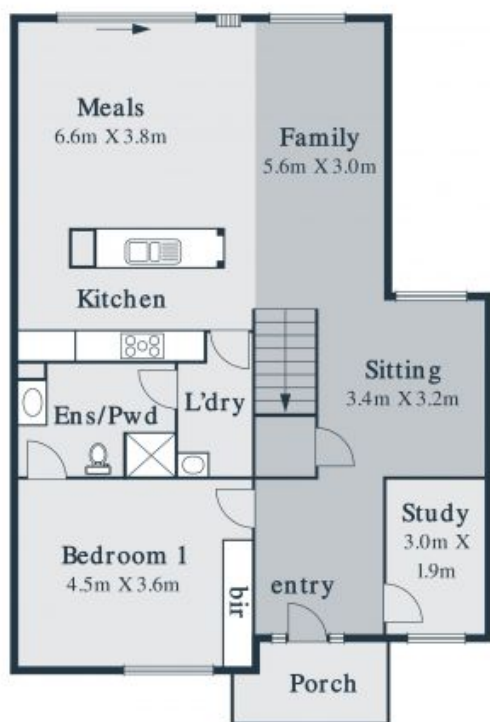 Meals
6.6m X 3.8m
Family
5.6m X 3.0m
Kitchen
Sitting
3.4m X 3.2m
Ens/Pwd
L'dry
Bedroom 1
4.5m X 3.6m
bir
entry
Study
3.0m X
1.9m
Porch